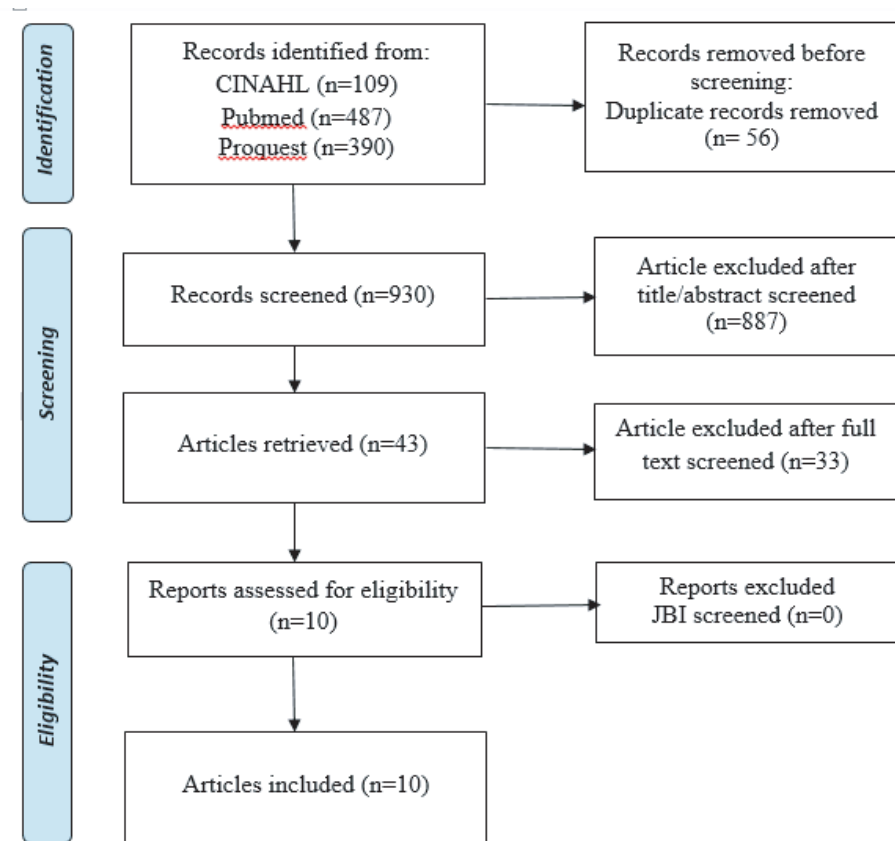 Identification
Records identified from:
CINAHL (n=109)
Pubmed (n=487)
Proquest (n=390)
Records removed before
screening:
Duplicate records removed
(n= 56)
Screening
Records screened (n=930)
Article excluded after
title/abstract screened
(n=887)
Articles retrieved (n=43)
Article excluded after full
text screened (n=33)
Eligibility
Reports assessed for eligibility
(n=10)
Reports excluded
JBI screened (n=0)
Articles included (n=10)